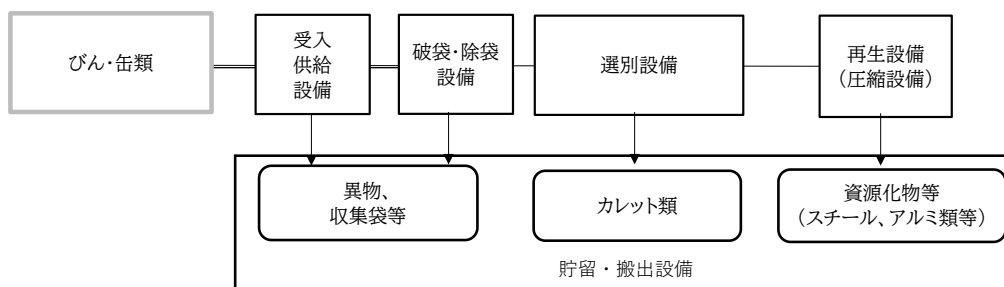 びん・缶類
受入
供給
設備
破袋・除袋
設備
選別設備
再生設備
（圧縮設備）
異物、
収集袋等
カレット類
資源化物等
（スチール、アルミ類等）
貯留・搬出設備